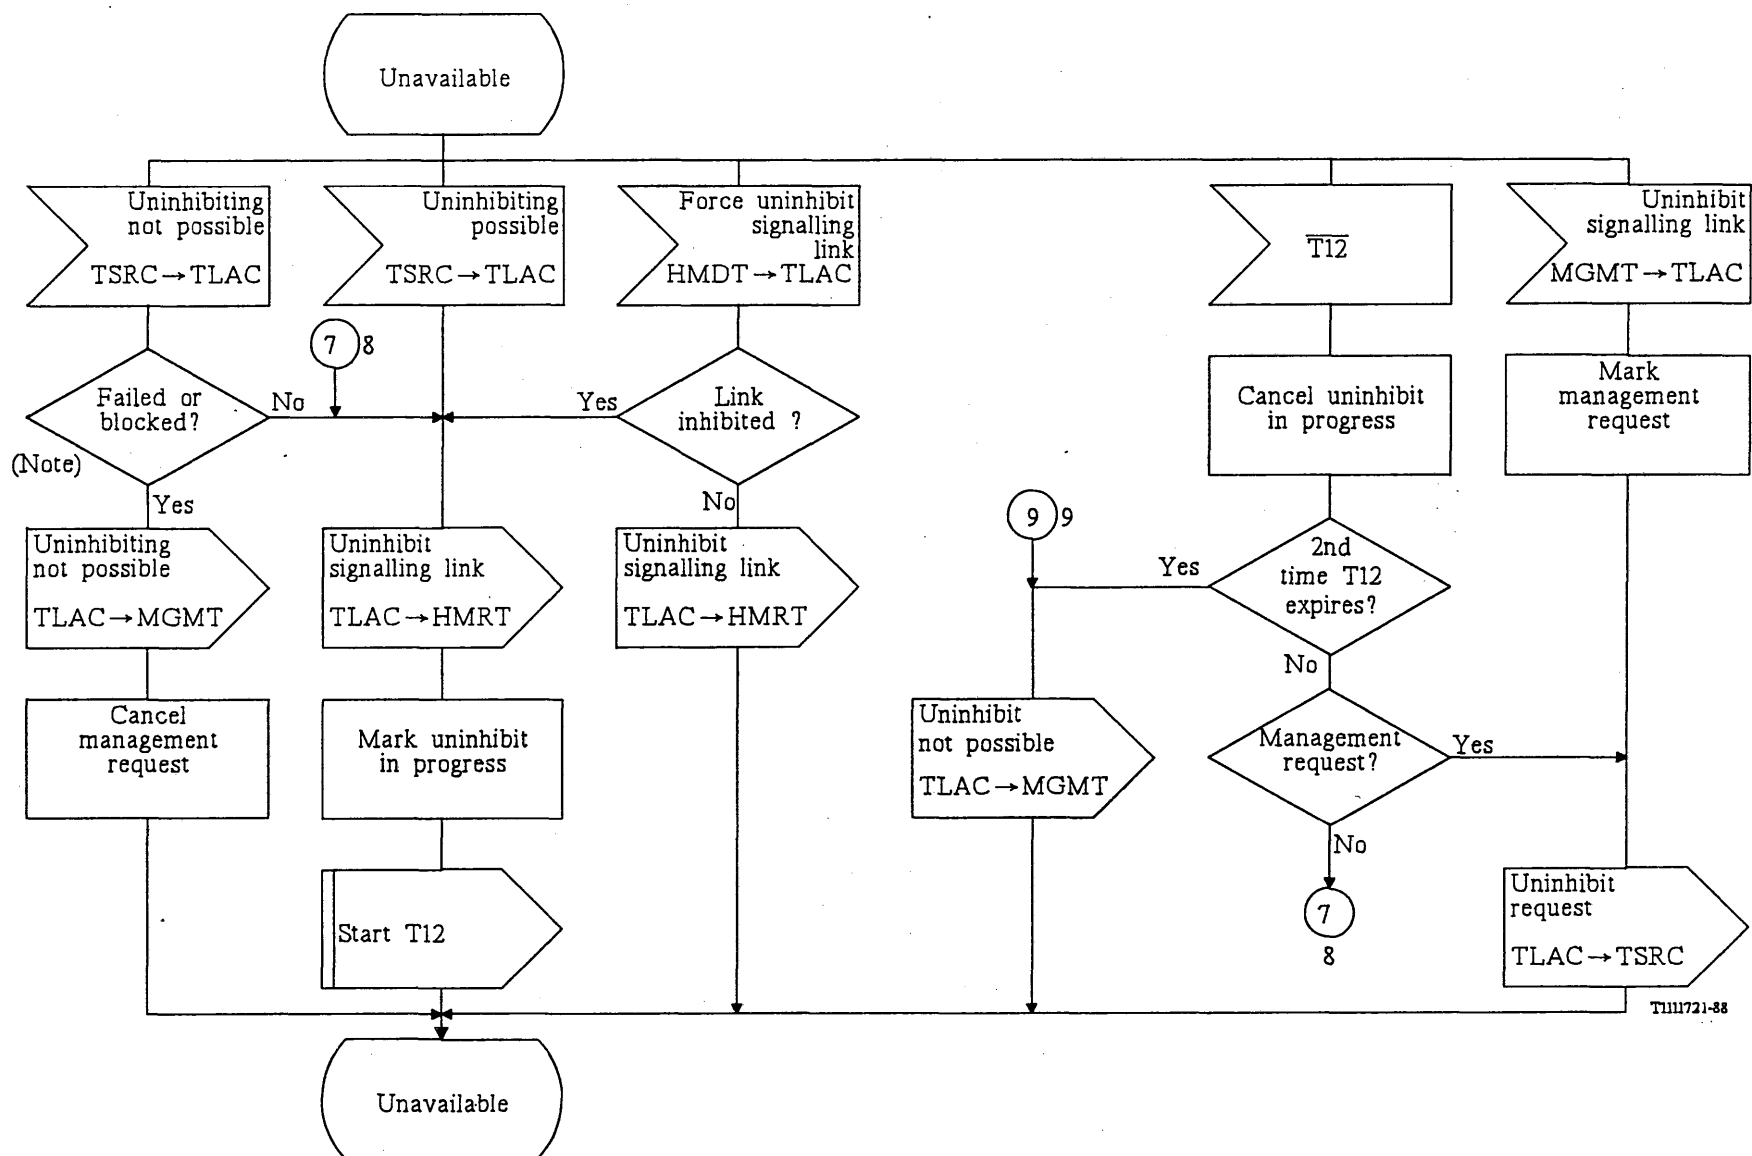 Unavailable
Uninhibiting
not possible
TSRC→TLAC
Uninhibiting
possible
TSRC→TLAC
Force uninhibit
signalling
link
HMDT→TLAC
T12
Uninhibit
signalling link
MGMT→TLAC
7 8
Failed or
blocked?
No
(Note)
Yes
Yes
Link
inhibited ?
No
Cancel uninhibit
in progress
Mark
management
request
Uninhibiting
not possible
TLAC→MGMT
Uninhibit
signalling link
TLAC→HMRT
Uninhibit
signalling link
TLAC→HMRT
9 9
Yes
2nd
time T12
expires?
No
Cancel
management
request
Mark uninhibit
in progress
Uninhibit
not possible
TLAC→MGMT
Management
request?
Yes
No
7
8
Start T12
Uninhibit
request
TLAC→TSRC
T1111721-88
Unavailable